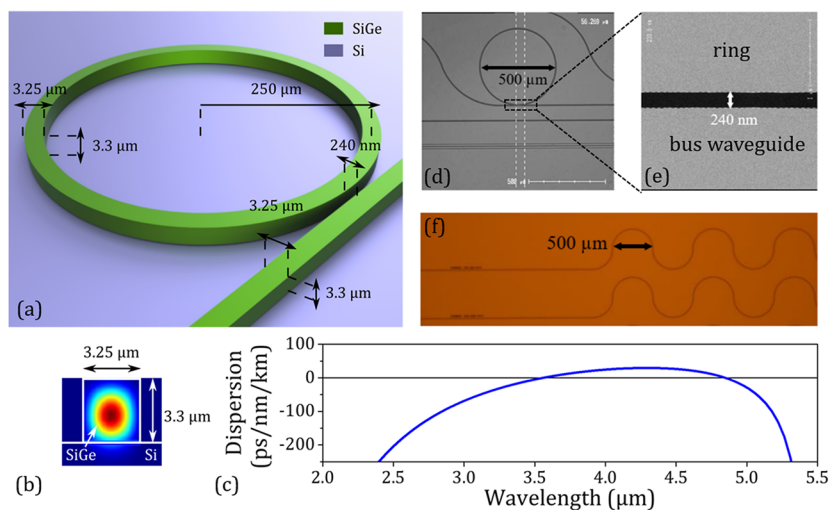 SiGe
Si
3.25 µm
250 µm
3.3 µm
240 nm
3.25 µm
3.3 µm
(a)
500 µm
(d)
ring
240 nm
bus waveguide
(e)
500 µm
(f)
3.25 µm
3.3 µm
SiGe
Si
(b)
Dispersion
(ps/nm/km)
100
0
-100
-200
2.0 2.5 3.0 3.5 4.0 4.5 5.0 5.5
Wavelength (µm)
(c)